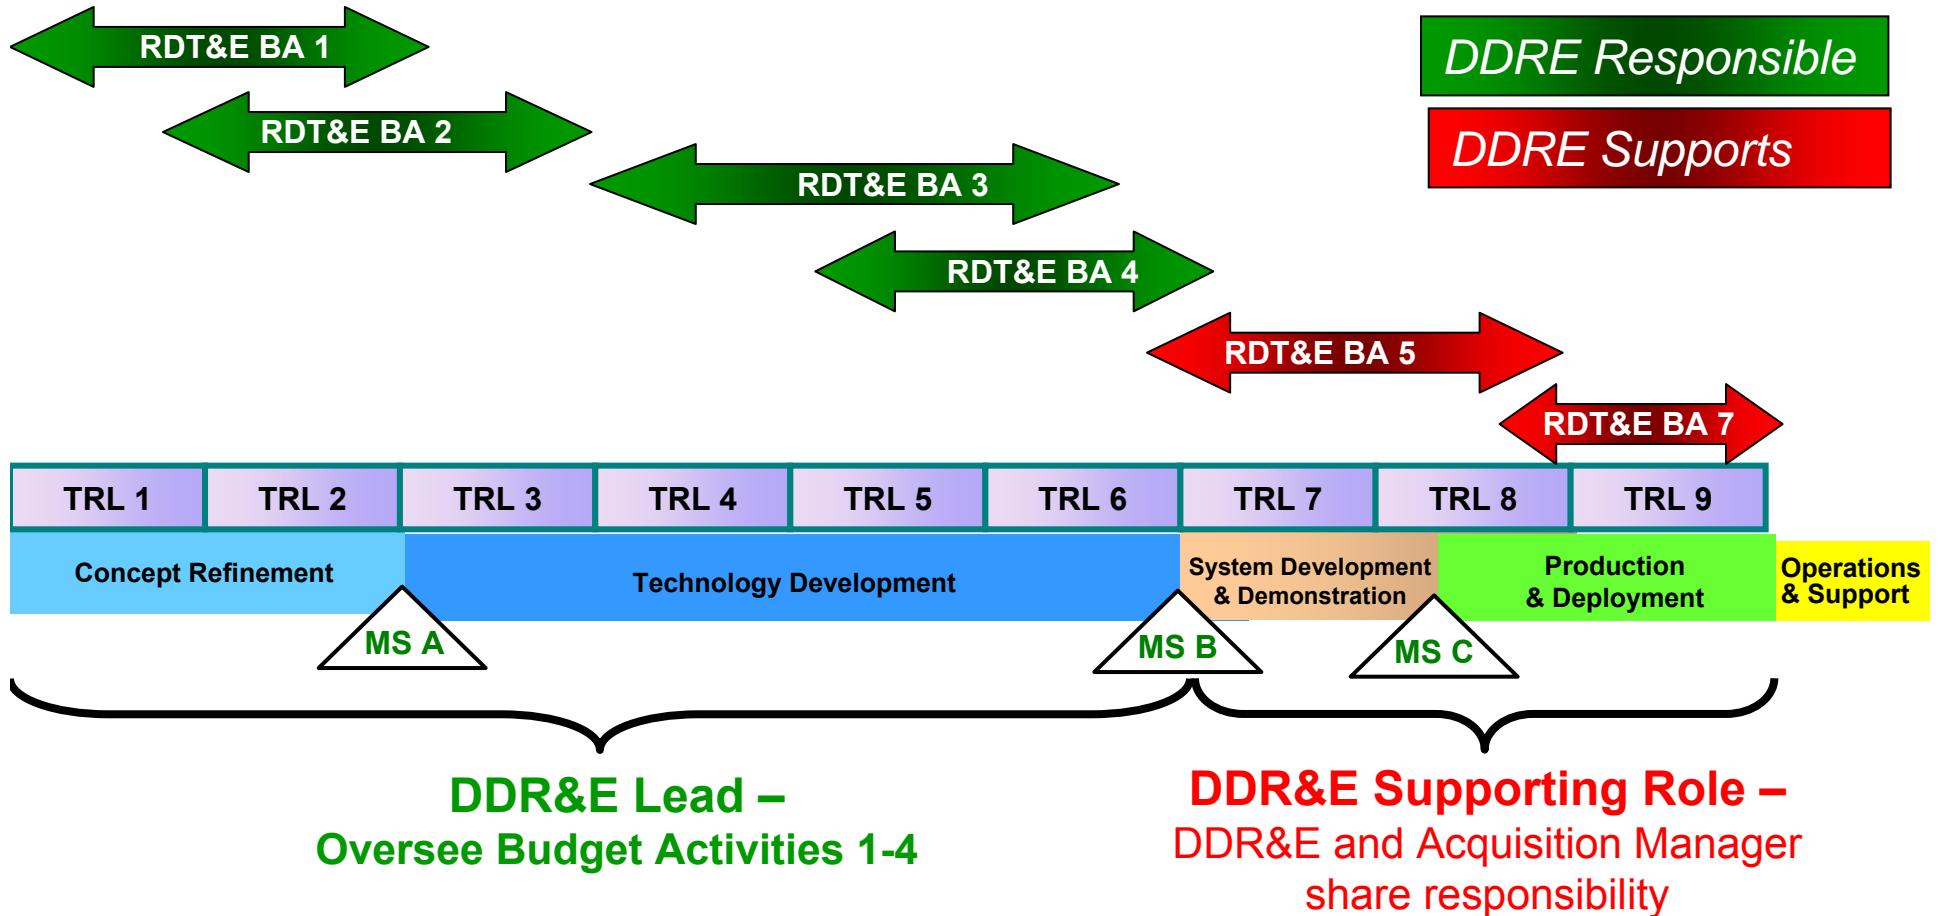 RDT&E BA 1
DDRE Responsible
RDT&E BA 2
DDRE Supports
RDT&E BA 3
RDT&E BA 4
RDT&E BA 5
RDT&E BA 7
TRL 1
TRL 2
TRL 3
TRL 4
TRL 5
TRL 6
TRL 7
TRL 8
TRL 9
Concept Refinement
Technology Development
System Development
& Demonstration
Production
& Deployment
Operations
& Support
MS A
MS B
MS C
DDR&E Lead –
Oversee Budget Activities 1-4
DDR&E Supporting Role –
DDR&E and Acquisition Manager
share responsibility